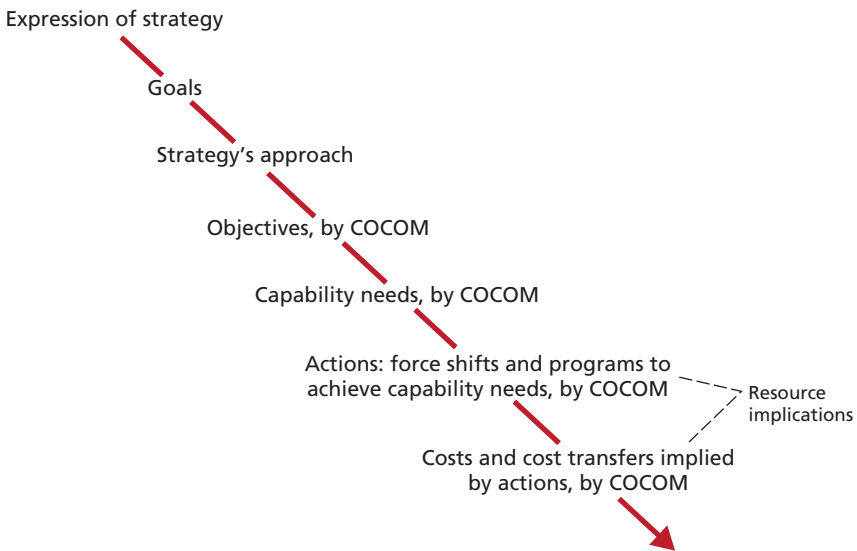 Expression of strategy
Goals
Strategy’s approach
Objectives, by COCOM
Capability needs, by COCOM
Actions: force shifts and programs to
achieve capability needs, by COCOM
Resource
implications
Costs and cost transfers implied
by actions, by COCOM